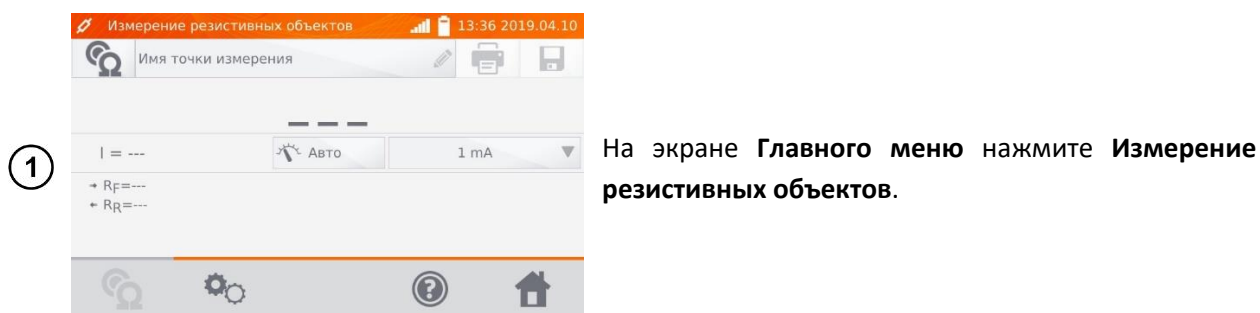 Измерение резистивных объектов 13:36 2019.04.10
Имя точки измерения
– – –
1
I = --- Авто 1 mA
→ RF=---
← RR=---
На экране Главного меню нажмите Измерение
резистивных объектов.